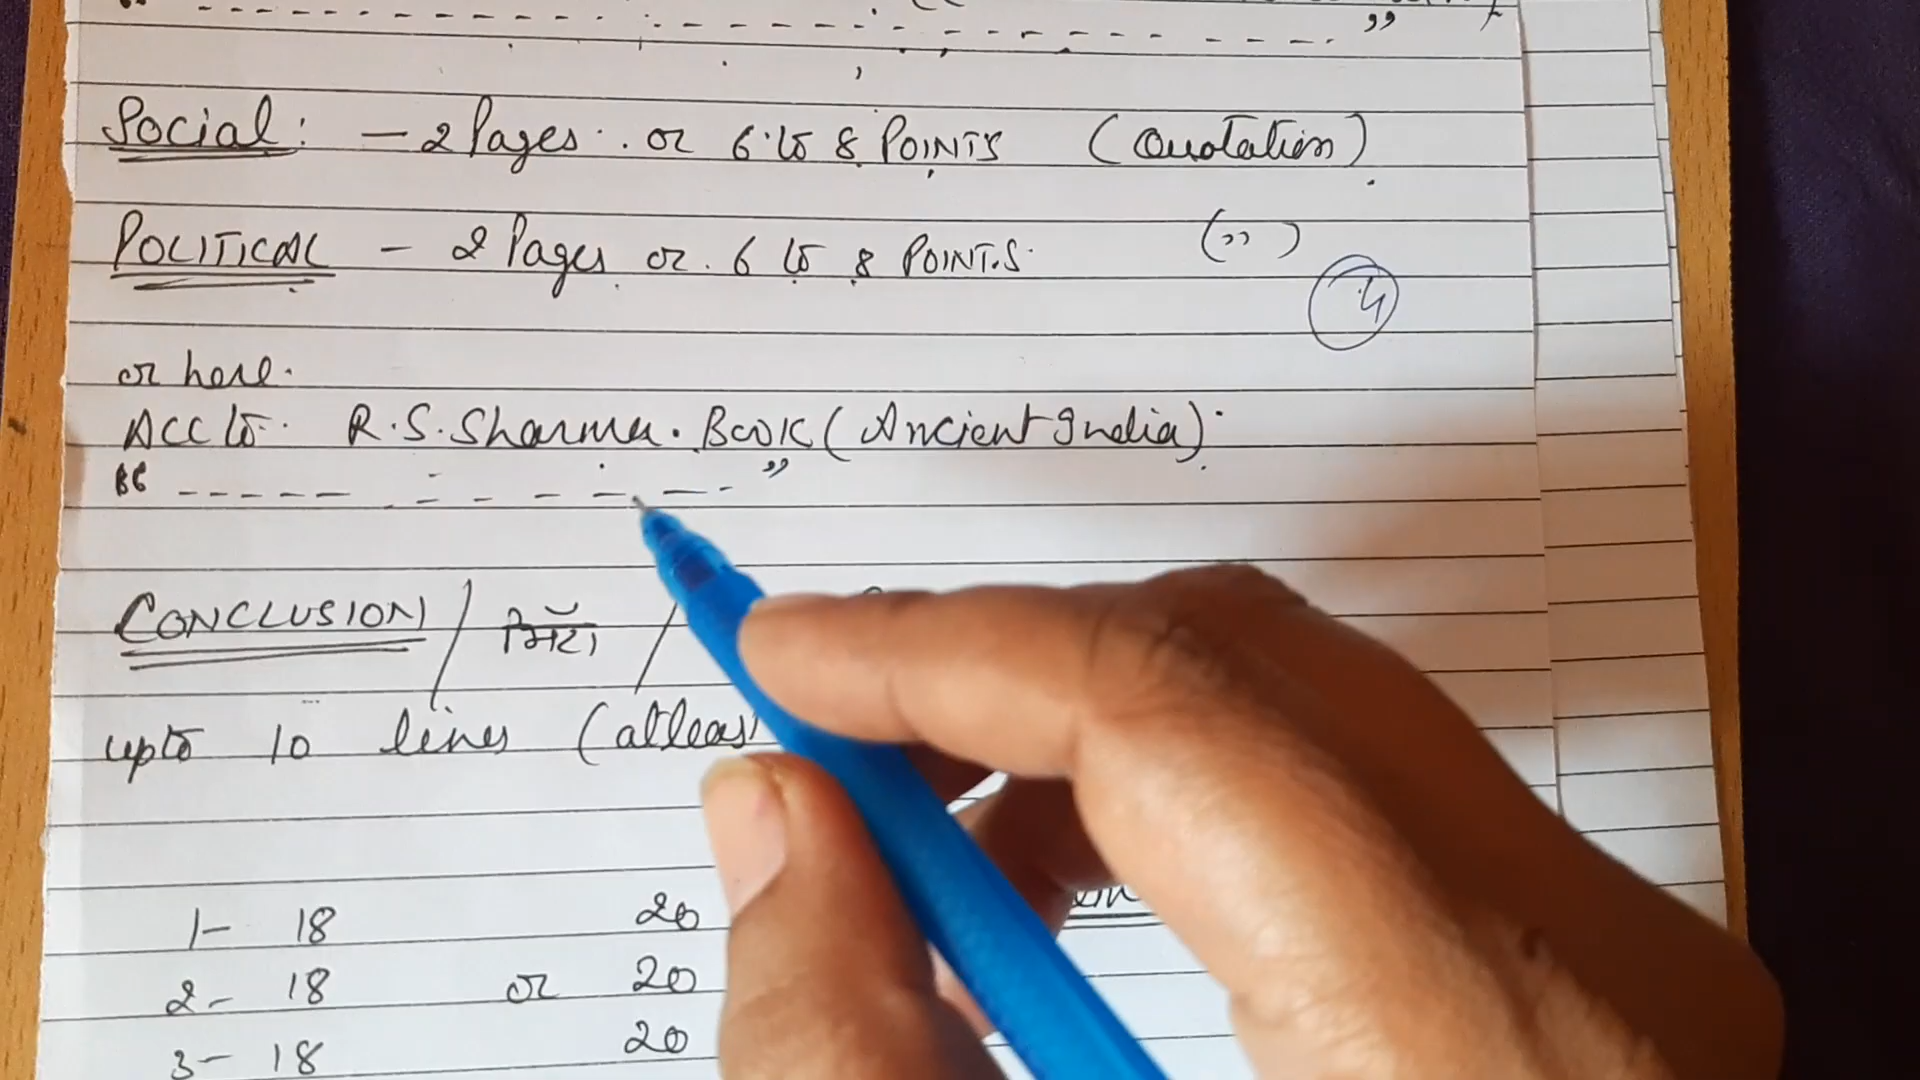 “ - - - - - - - - - - - - - - - - - - - - ”
Social: - 2 Pages or 6 to 8 POINTS (Quotation)
POLITICAL - 2 Pages or 6 to 8 POINTS. (”)
4
or here.
Acc to. R.S. Sharma. Book (Ancient India).
“ - - - - - - - - - - - ”
CONCLUSION / /
upto 10 lines (atleast
1- 18 20
2- 18 or 20
3- 18 20